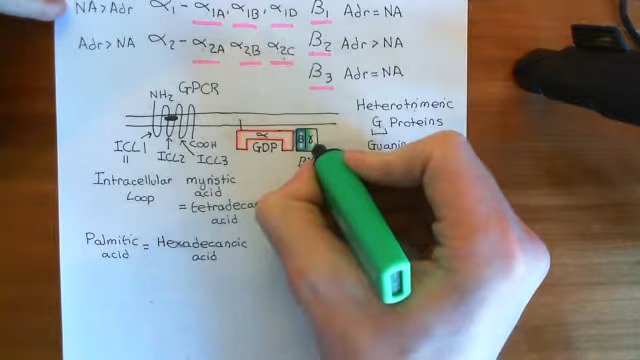 NA>Adr α1 - α1A, α1B, α1D β1 Adr = NA
Adr>NA α2 - α2A α2B α2C β2 Adr > NA
β3 Adr = NA
NH2 GPCR
Heterotrimeric
G Proteins
α β γ
GDP
COOH
ICL1 ICL2 ICL3
=
Intracellular
Loop
myristic
acid
= tetradeca
acid
Palmitic
acid
= Hexadecanoic
acid